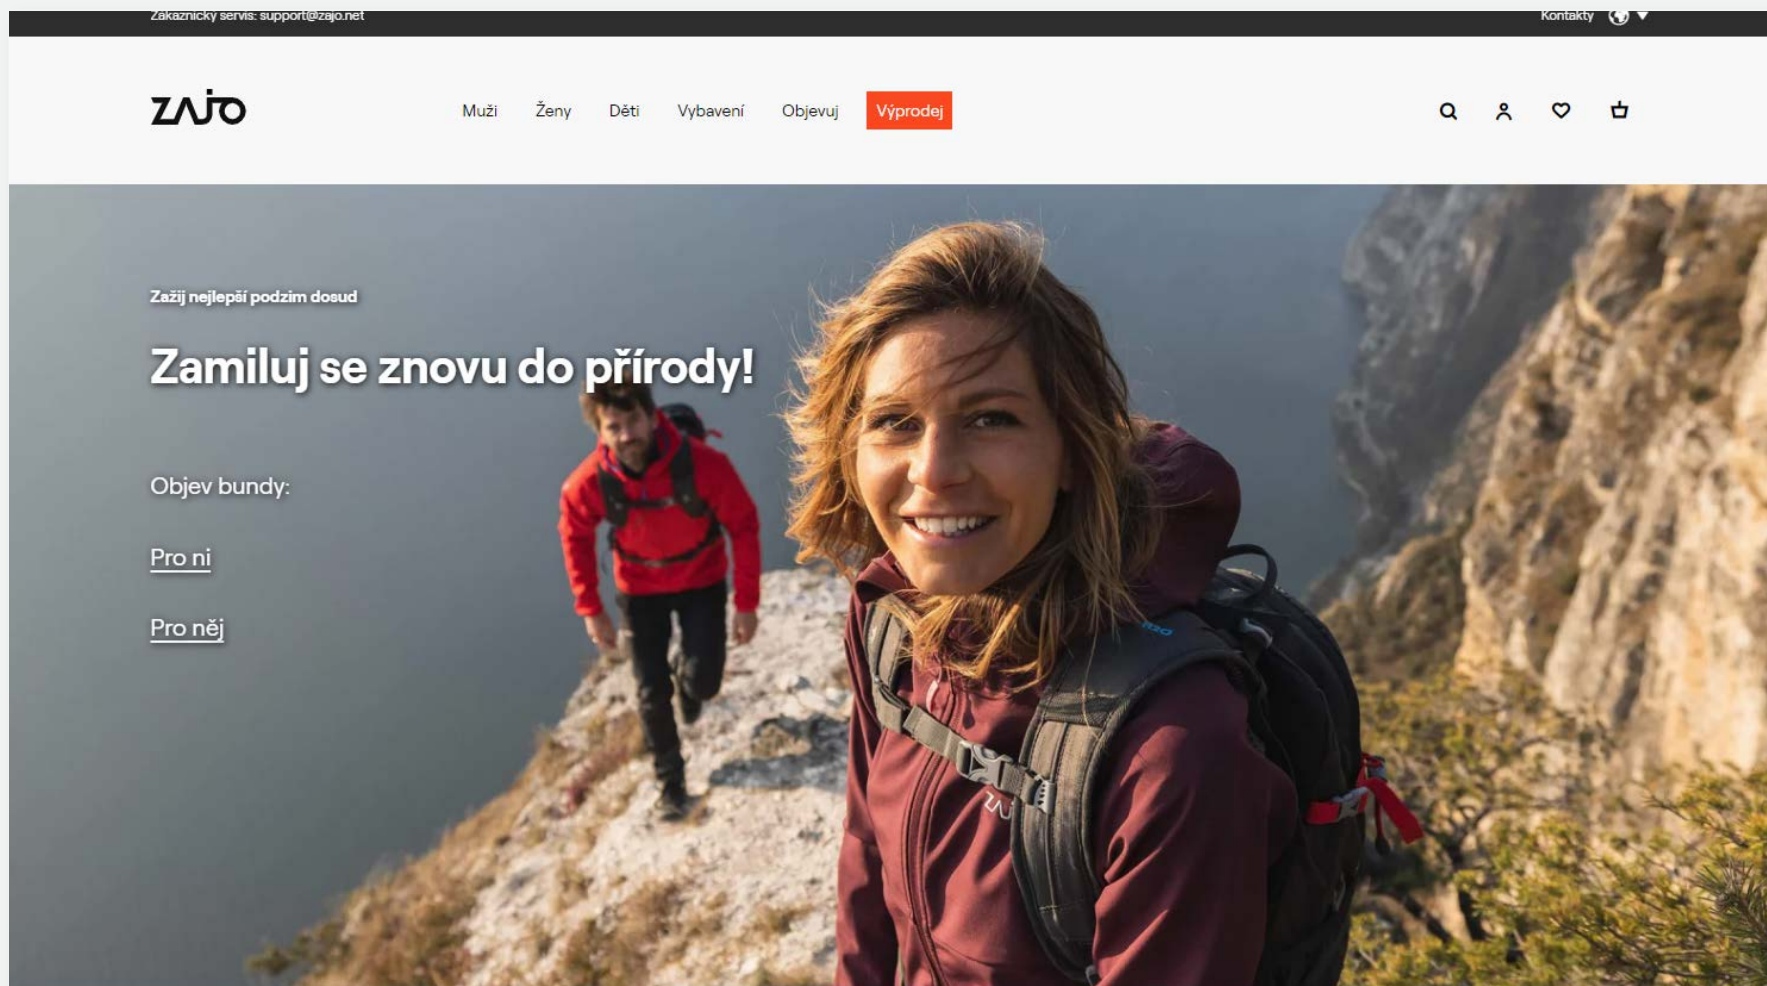 Zákaznický servis: support@zajo.net
Kontakty
ZAJO
Muži Ženy Děti Vybavení Objevuj Výprodej
Zažij nejlepší podzim dosud
Zamiluj se znovu do přírody!
Objev bundy:
Pro ni
Pro něj